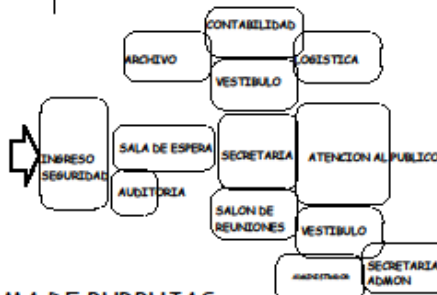 CONTABILIDAD
ARCHIVO
LOGISTICA
VESTIBULO
SALA DE ESPERA
SECRETARIA
ATENCION AL PUBLICO
INGRESO
SEGURIDAD
AUDITORIA
SALON DE
REUNIONES
VESTIBULO
SECRETARIA
ADMON
ADMINISTRADOR